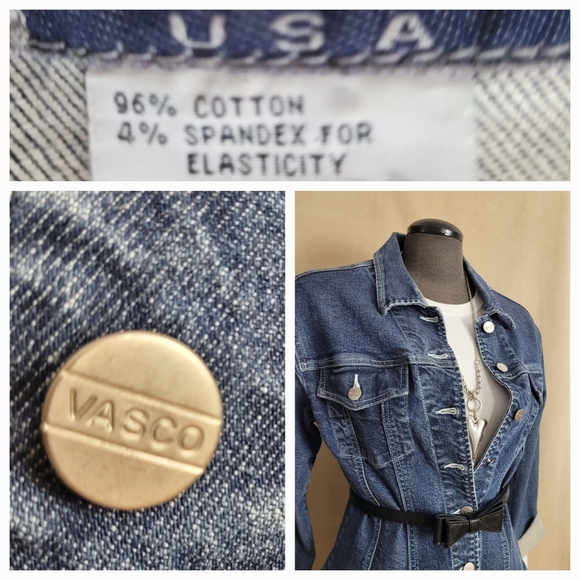 USA
96% COTTON
4% SPANDEX FOR
ELASTICITY
VASCO